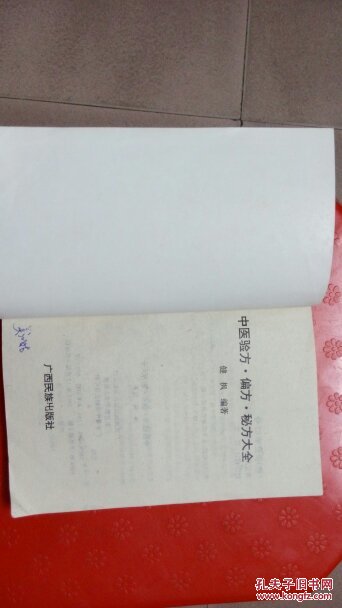 中医验方·偏方·秘方大全
健民 编著
广西民族出版社
孔夫子旧书网
www.kongfz.com